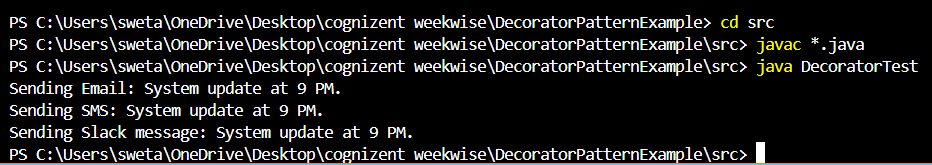 PS C:\Users\sweta\OneDrive\Desktop\cognizent weekwise\DecoratorPatternExample> cd src
PS C:\Users\sweta\OneDrive\Desktop\cognizent weekwise\DecoratorPatternExample\src> javac *.java
PS C:\Users\sweta\OneDrive\Desktop\cognizent weekwise\DecoratorPatternExample\src> java DecoratorTest
Sending Email: System update at 9 PM.
Sending SMS: System update at 9 PM.
Sending Slack message: System update at 9 PM.
PS C:\Users\sweta\OneDrive\Desktop\cognizent weekwise\DecoratorPatternExample\src>